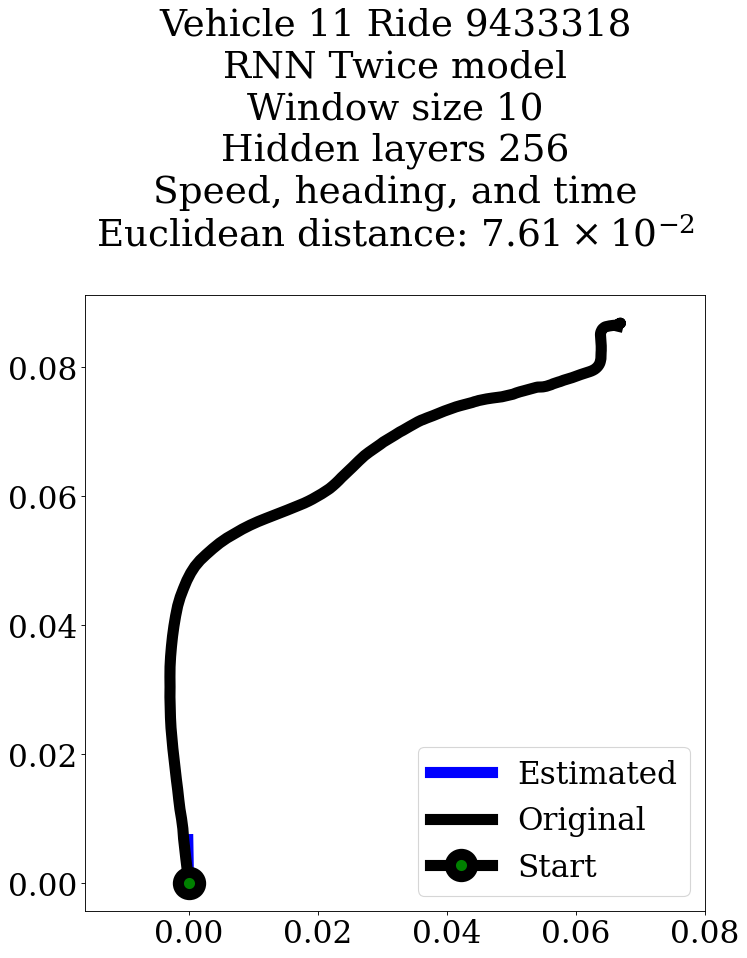 Vehicle 11 Ride 9433318
RNN Twice model
Window size 10
Hidden layers 256
Speed, heading, and time
Euclidean distance: 7.61 × 10⁻²
0.08
0.06
0.04
0.02
0.00
Estimated
Original
Start
0.00 0.02 0.04 0.06 0.08